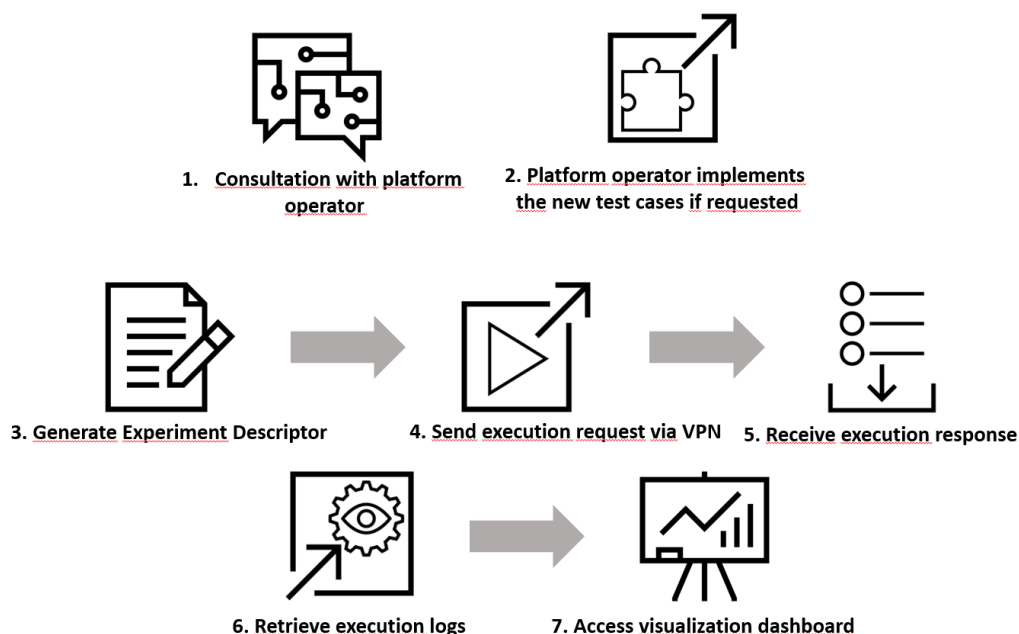 1. Consultation with platform
operator
2. Platform operator implements
the new test cases if requested
3. Generate Experiment Descriptor
4. Send execution request via VPN
5. Receive execution response
6. Retrieve execution logs
7. Access visualization dashboard